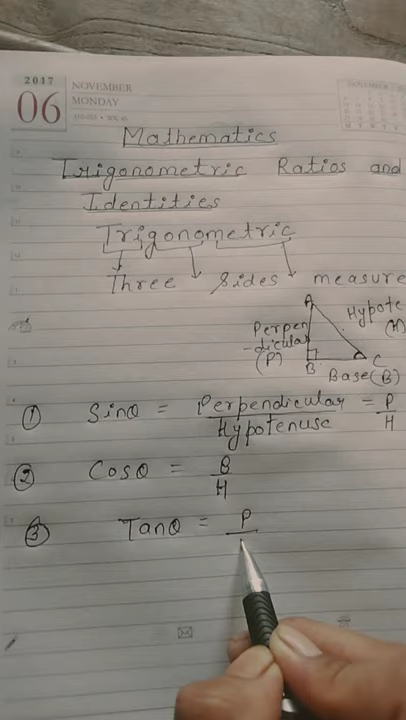 2017
06
NOVEMBER
MONDAY
Mathematics
Trigonometric Ratios and
Identities
Trigonometric
Three Sides measure
A
Hypote
(H)
Perpen
-dicular
(P)
B
C
Base(B)
① Sinθ = Perpendicular / Hypotenuse = P / H
② Cosθ = B / H
③ Tanθ = P